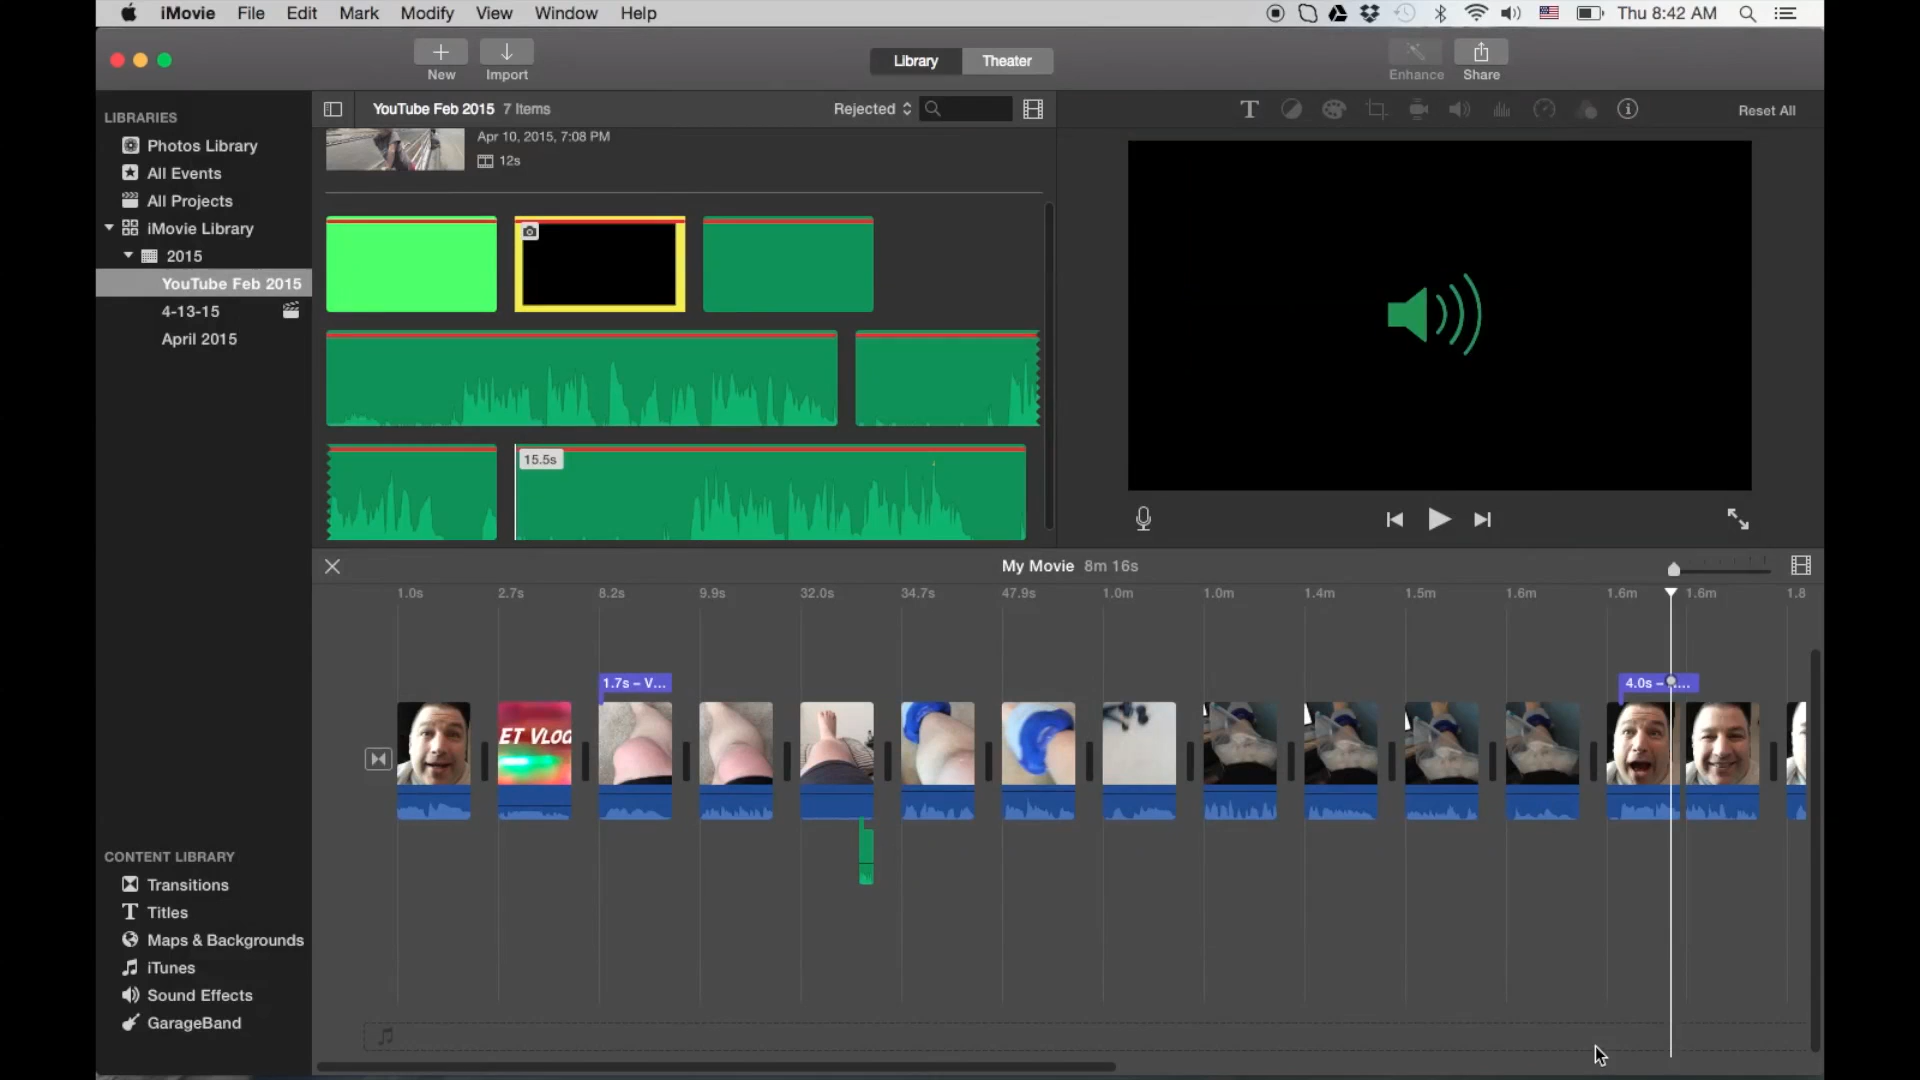 iMovie File Edit Mark Modify View Window Help Thu 8:42 AM
New Import Library Theater Enhance Share
LIBRARIES
Photos Library
All Events
All Projects
iMovie Library
2015
YouTube Feb 2015
4-13-15
April 2015
YouTube Feb 2015 7 Items Rejected
T Reset All
Apr 10, 2015, 7:08 PM
12s
15.5s
My Movie 8m 16s
1.0s 2.7s 8.2s 9.9s 32.0s 34.7s 47.9s 1.0m 1.0m 1.4m 1.5m 1.6m 1.6m 1.6m 1.8
1.7s – V... 4.0s –
ET VLOG
CONTENT LIBRARY
Transitions
T Titles
Maps & Backgrounds
iTunes
Sound Effects
GarageBand